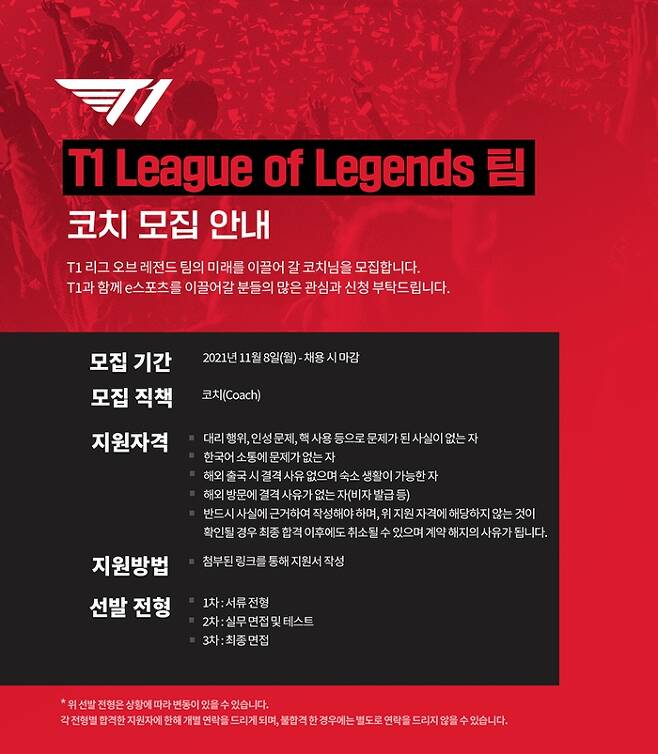 T1
T1 League of Legends 팀
코치 모집 안내
T1 리그 오브 레전드 팀의 미래를 이끌어 갈 코치님을 모집합니다.
T1과 함께 e스포츠를 이끌어갈 분들의 많은 관심과 신청 부탁드립니다.
모집 기간 2021년 11월 8일(월) - 채용 시 마감
모집 직책 코치(Coach)
지원자격 대리 행위, 인성 문제, 핵 사용 등으로 문제가 된 사실이 없는 자
한국어 소통에 문제가 없는 자
해외 출국 시 결격 사유 없으며 숙소 생활이 가능한 자
해외 방문에 결격 사유가 없는 자(비자 발급 등)
반드시 사실에 근거하여 작성해야 하며, 위 지원 자격에 해당하지 않는 것이
확인될 경우 최종 합격 이후에도 취소될 수 있으며 계약 해지의 사유가 됩니다.
지원방법 첨부된 링크를 통해 지원서 작성
선발 전형 1차 : 서류 전형
2차 : 실무 면접 및 테스트
3차 : 최종 면접
* 위 선발 전형은 상황에 따라 변동이 있을 수 있습니다.
각 전형별 합격한 지원자에 한해 개별 연락을 드리게 되며, 불합격 한 경우에는 별도로 연락을 드리지 않을 수 있습니다.